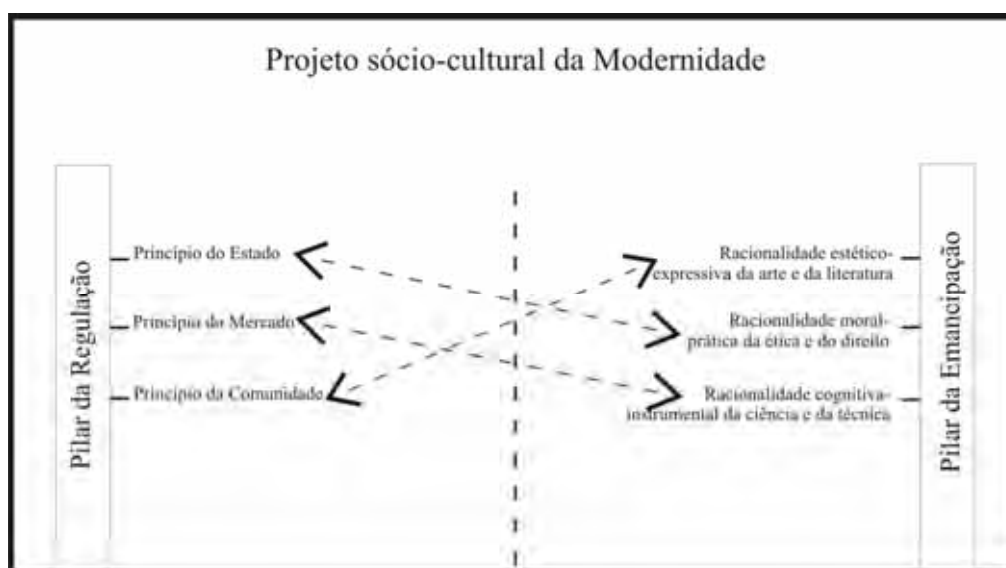 Projeto sócio-cultural da Modernidade
Pilar da Regulação
Princípio do Estado
Princípio do Mercado
Princípio da Comunidade
Racionalidade estético-
expressiva da arte e da literatura
Racionalidade moral-
prática da ética e do direito
Racionalidade cognitiva-
instrumental da ciência e da técnica
Pilar da Emancipação